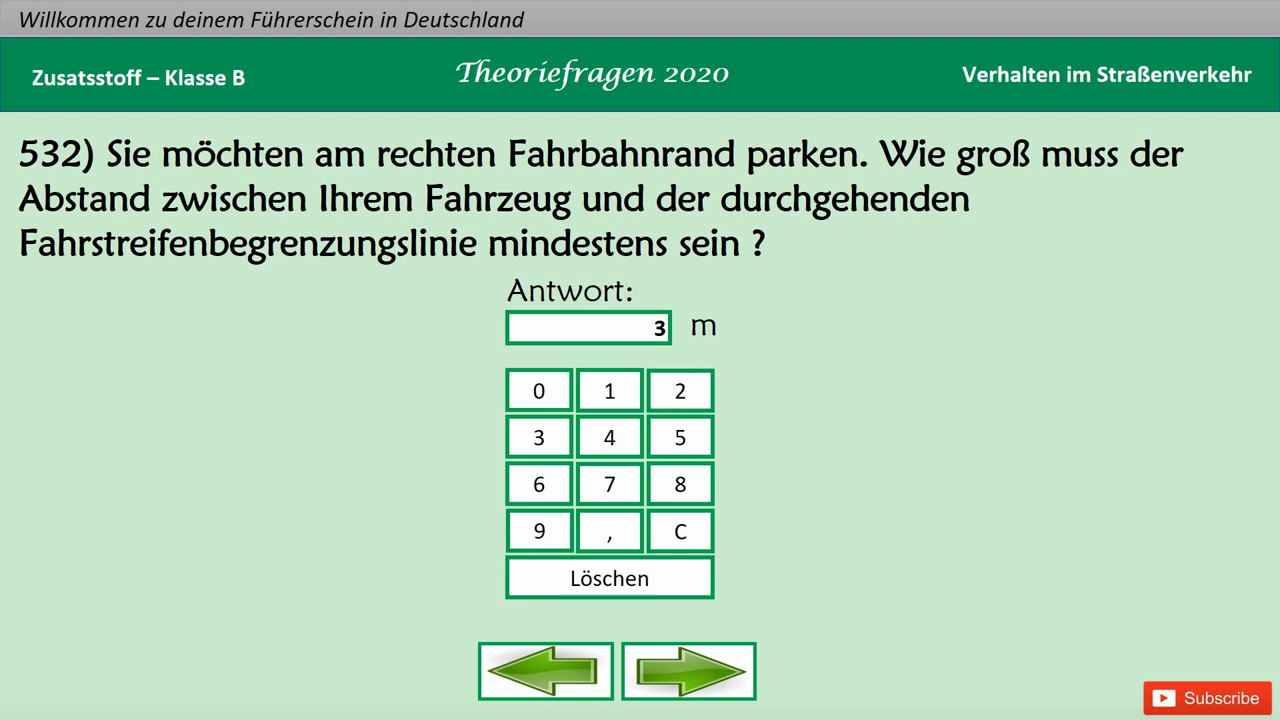 Willkommen zu deinem Führerschein in Deutschland
Zusatsstoff – Klasse B
Theoriefragen 2020
Verhalten im Straßenverkehr
532) Sie möchten am rechten Fahrbahnrand parken. Wie groß muss der
Abstand zwischen Ihrem Fahrzeug und der durchgehenden
Fahrstreifenbegrenzungslinie mindestens sein ?
Antwort:
3 m
0 1 2
3 4 5
6 7 8
9 , C
Löschen
Subscribe